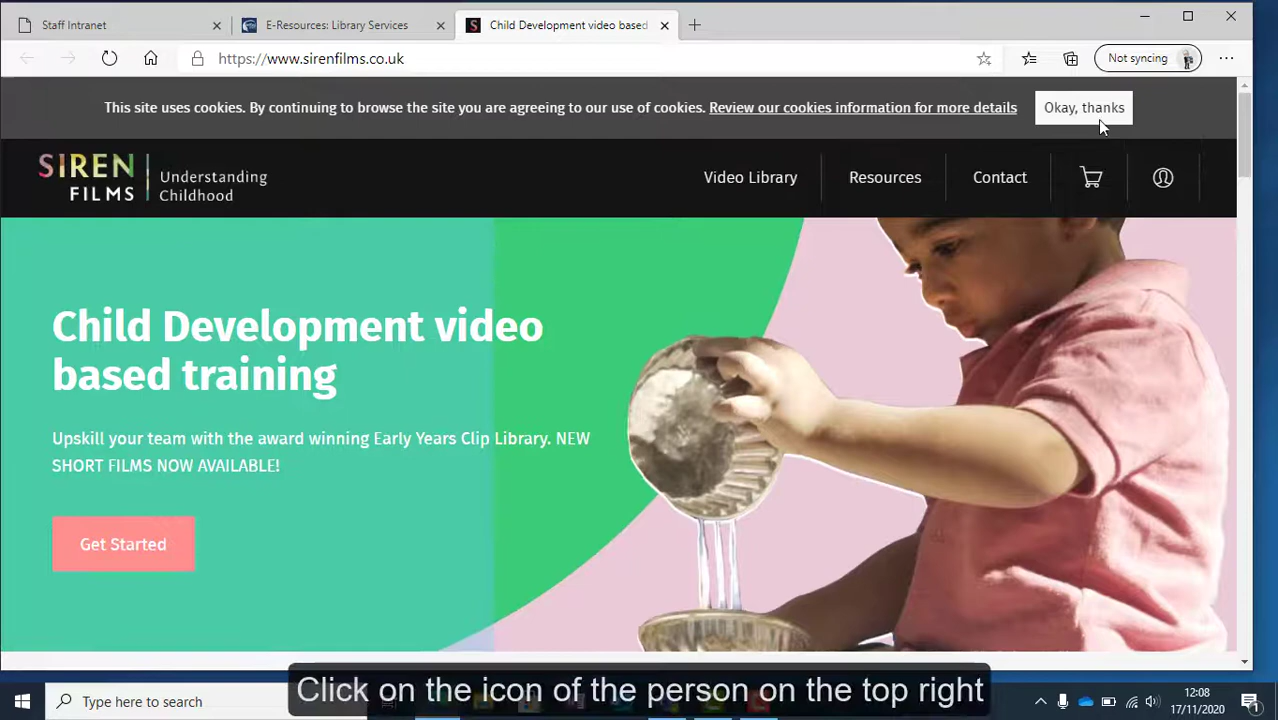 Staff Intranet
E-Resources: Library Services
Child Development video based
https://www.sirenfilms.co.uk
Not syncing
This site uses cookies. By continuing to browse the site you are agreeing to our use of cookies. Review our cookies information for more details
Okay, thanks
SIREN
FILMS
Understanding
Childhood
Video Library
Resources
Contact
Child Development video
based training
Upskill your team with the award winning Early Years Clip Library. NEW
SHORT FILMS NOW AVAILABLE!
Get Started
Click on the icon of the person on the top right
Type here to search
12:08
17/11/2020
1